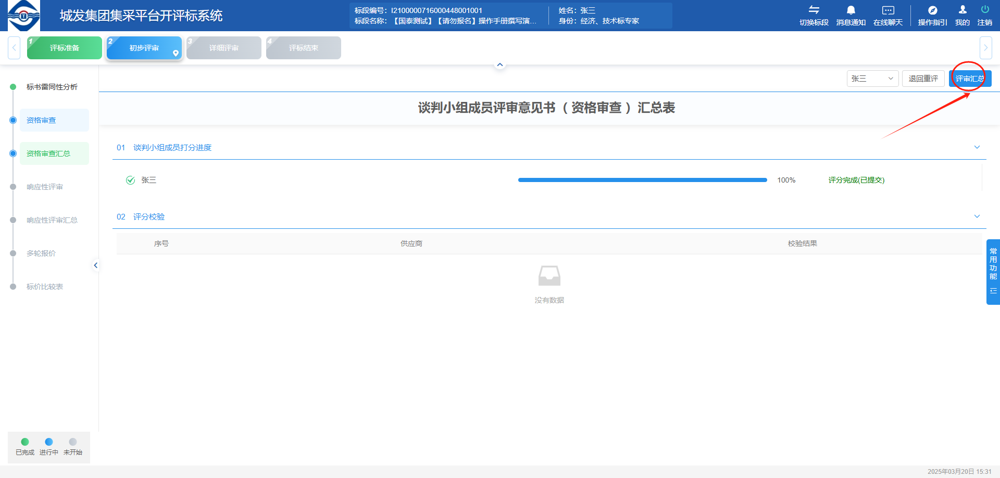 城发集团集采平台开评标系统
标段编号：I2100000716000448001001
标段名称：【国泰测试】【请勿报名】操作手册撰写演...
姓名：张三
身份：经济、技术标专家
切换标段
消息通知
在线聊天
操作指引
我的
注销
1 评标准备
2 初步评审
3 详细评审
4 评标结束
标书雷同性分析
资格审查
资格审查汇总
响应性评审
响应性评审汇总
多轮报价
标价比较表
张三
退回重评
评审汇总
谈判小组成员评审意见书（资格审查）汇总表
01 谈判小组成员打分进度
张三 100% 评分完成(已提交)
02 评分校验
序号 供应商 校验结果
没有数据
常用功能
已完成 进行中 未开始
2025年03月20日 15:31